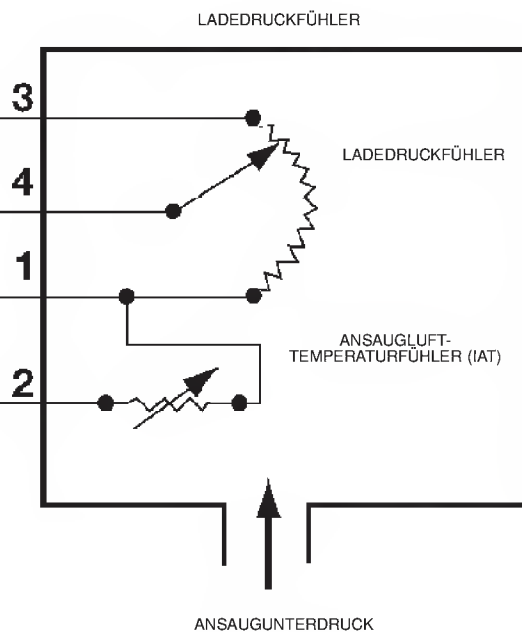 LADEDRUCKFÜHLER
3
LADEDRUCKFÜHLER
4
1
ANSAUGLUFT-
TEMPERATURFÜHLER (IAT)
2
ANSAUGUNTERDRUCK